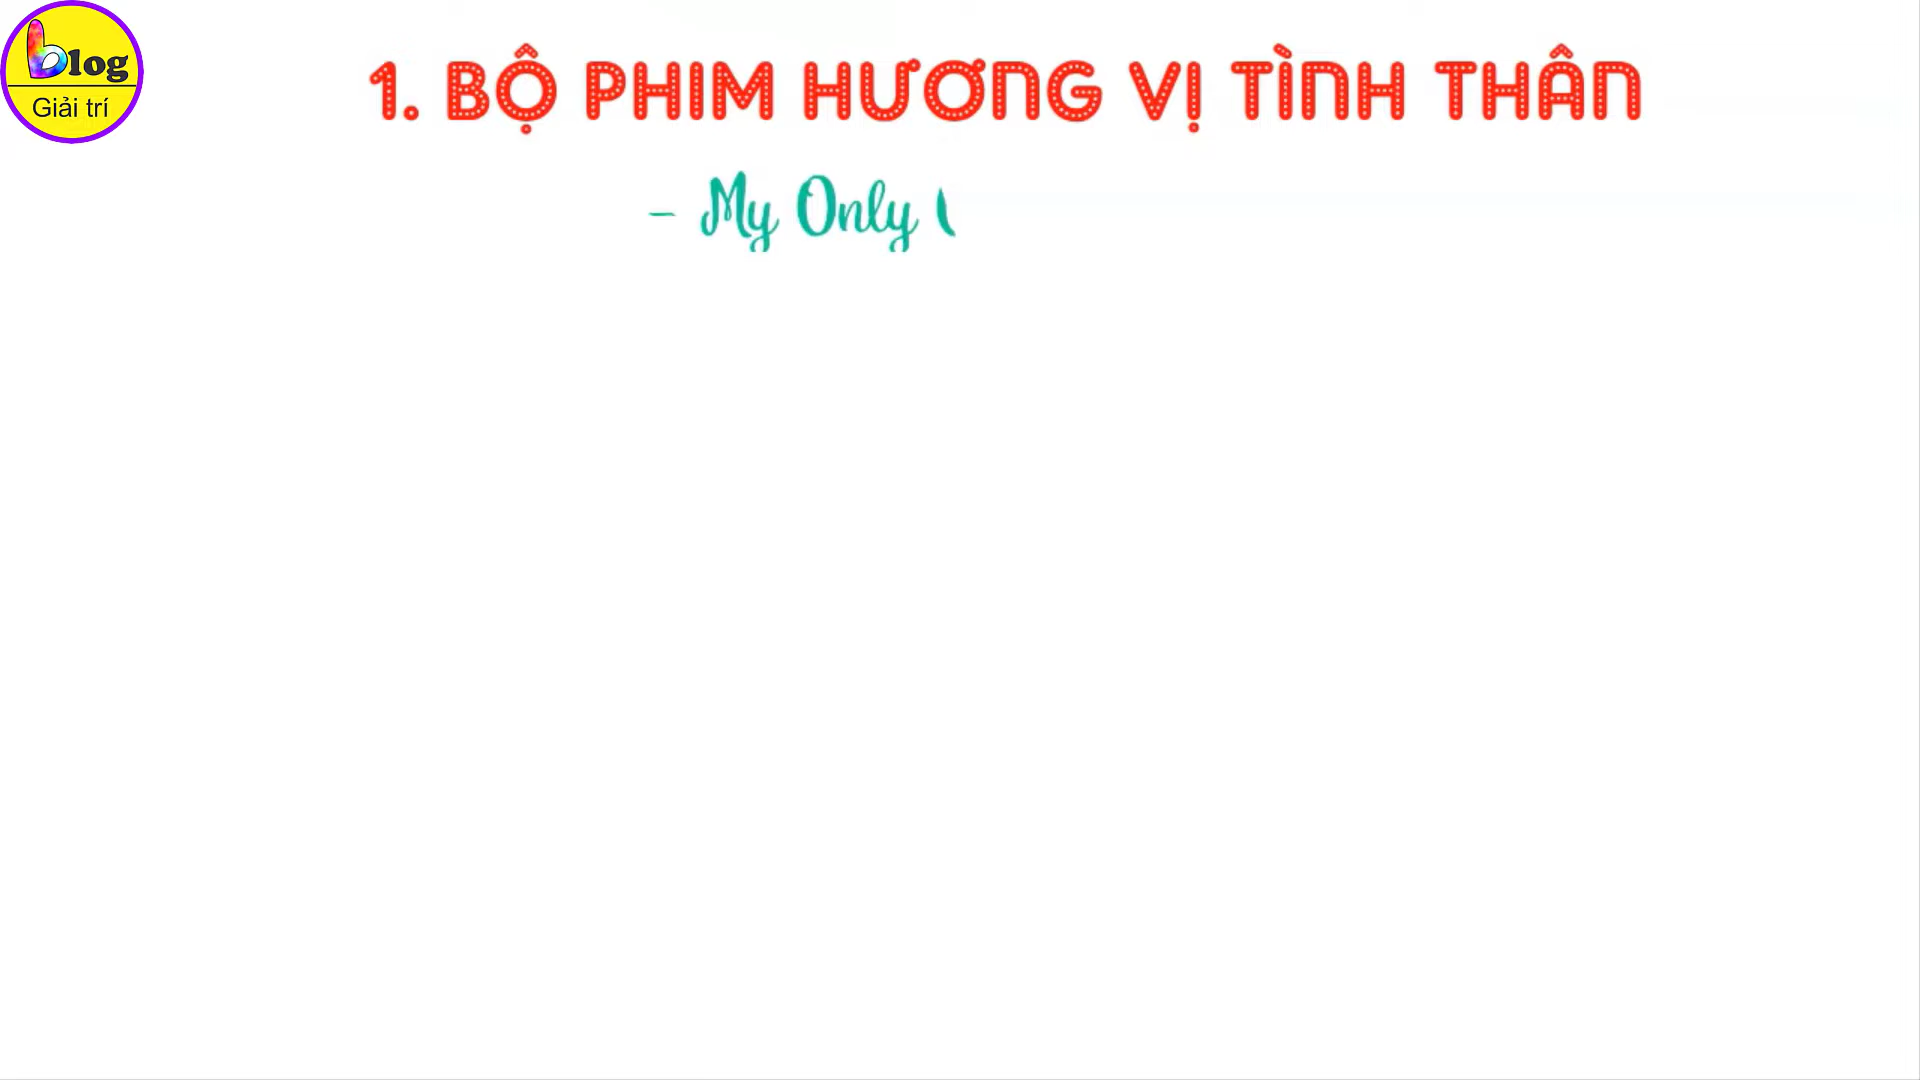 blog
Giải trí
1. BỘ PHIM HƯƠNG VỊ TÌNH THÂN
- My Only